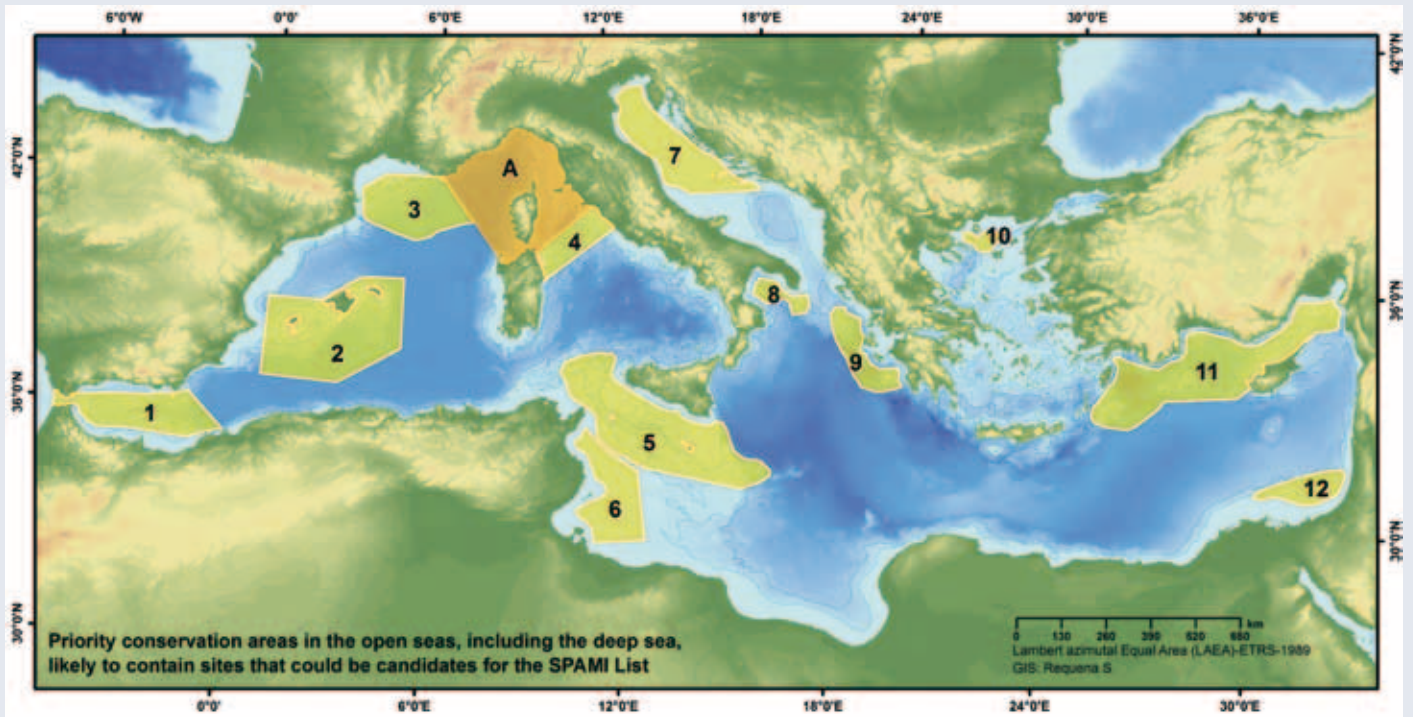 6°0'W 0°0' 6°0'E 12°0'E 18°0'E 24°0'E 30°0'E 36°0'E
42°0'N
42°0'N
A
7
3
10
4
8
36°0'N
2
9
11
36°0'N
1
5
12
6
30°0'N
30°0'N
Priority conservation areas in the open seas, including the deep sea,
likely to contain sites that could be candidates for the SPAMI List
km
0 130 260 390 520 650
Lambert azimutal Equal Area (LAEA)-ETRS-1989
GIS: Requena S
0°0' 6°0'E 12°0'E 18°0'E 24°0'E 30°0'E